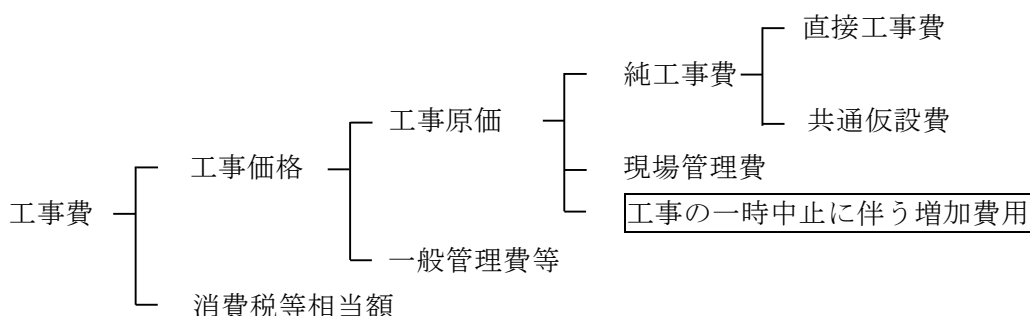 直接工事費
純工事費
工事原価
共通仮設費
工事価格
現場管理費
工事費
工事の一時中止に伴う増加費用
一般管理費等
消費税等相当額